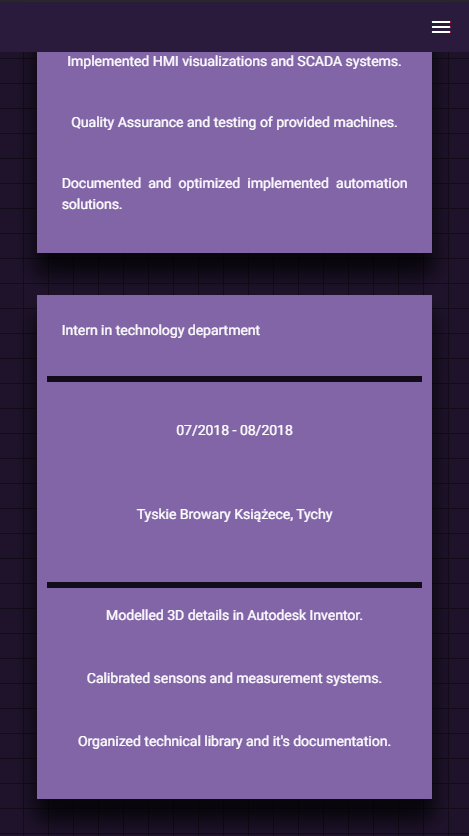 Implemented HMI visualizations and SCADA systems.
Quality Assurance and testing of provided machines.
Documented and optimized implemented automation
solutions.
Intern in technology department
07/2018 - 08/2018
Tyskie Browary Książece, Tychy
Modelled 3D details in Autodesk Inventor.
Calibrated sensons and measurement systems.
Organized technical library and it's documentation.